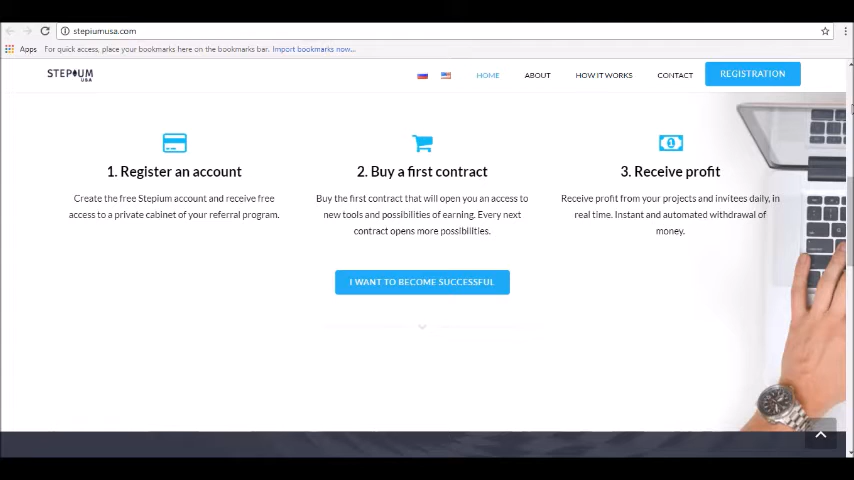 stepiumusa.com
Apps For quick access, place your bookmarks here on the bookmarks bar. Import bookmarks now...
STEPIUM
USA
HOME ABOUT HOW IT WORKS CONTACT REGISTRATION
1. Register an account
Create the free Stepium account and receive free
access to a private cabinet of your referral program.
2. Buy a first contract
Buy the first contract that will open you an access to
new tools and possibilities of earning. Every next
contract opens more possibilities.
3. Receive profit
Receive profit from your projects and invitees daily, in
real time. Instant and automated withdrawal of
money.
I WANT TO BECOME SUCCESSFUL